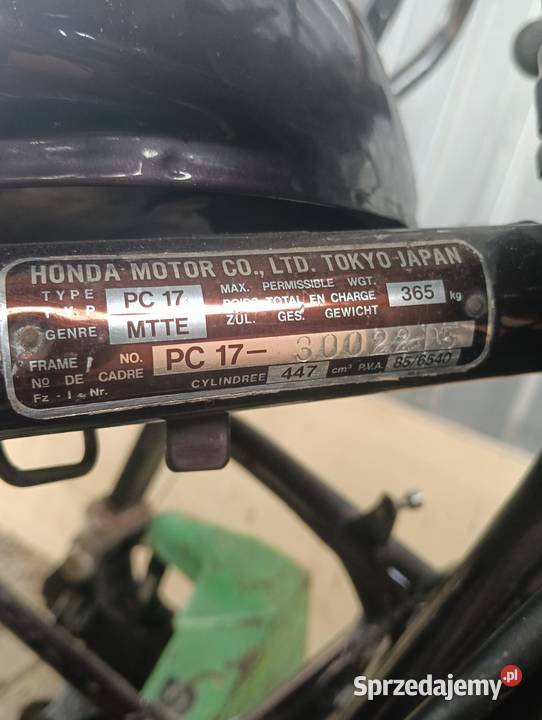 HONDA MOTOR CO., LTD. TOKYO JAPAN
TYPE
TYP
PC 17
MAX. PERMISSIBLE WGT.
POIDS TOTAL EN CHARGE
ZUL. GES. GEWICHT
365 kg
GENRE MTTE
FRAME NO.
No DE CADRE
Fz - I - Nr.
PC 17-
CYLINDREE 447 cm³ P.V.A. 85/6540
Sprzedajemy.pl